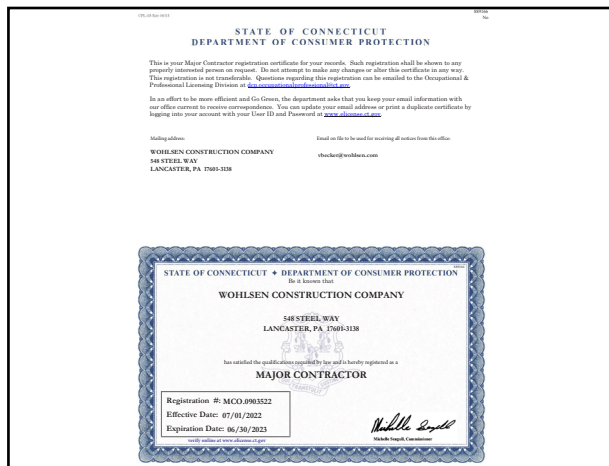 STATE OF CONNECTICUT
DEPARTMENT OF CONSUMER PROTECTION
This is your Major Contractor registration certificate for your records. Such registration shall be shown to any
properly interested person on request. Do not attempt to make any changes or alter this certificate in any way.
This registration is not transferable. Questions regarding this registration can be emailed to the Occupational &
Professional Licensing Division at dcp.occupationalprofessional@ct.gov.
In an effort to be more efficient and Go Green, the department asks that you keep your email information with
our office current to receive correspondence. You can update your email address or print a duplicate certificate by
logging into your account with your User ID and Password at www.elicense.ct.gov.
Mailing address:
Email on file to be used for receiving all notices from this office:
WOHLSEN CONSTRUCTION COMPANY
548 STEEL WAY
LANCASTER, PA 17601-3138
vbecker@wohlsen.com
STATE OF CONNECTICUT ✦ DEPARTMENT OF CONSUMER PROTECTION
Be it known that
WOHLSEN CONSTRUCTION COMPANY
548 STEEL WAY
LANCASTER, PA 17601-3138
has satisfied the qualifications required by law and is hereby registered as a
MAJOR CONTRACTOR
Registration #: MCO.0903522
Effective Date: 07/01/2022
Expiration Date: 06/30/2023
verify online at www.elicense.ct.gov
Michelle Seagull, Commissioner